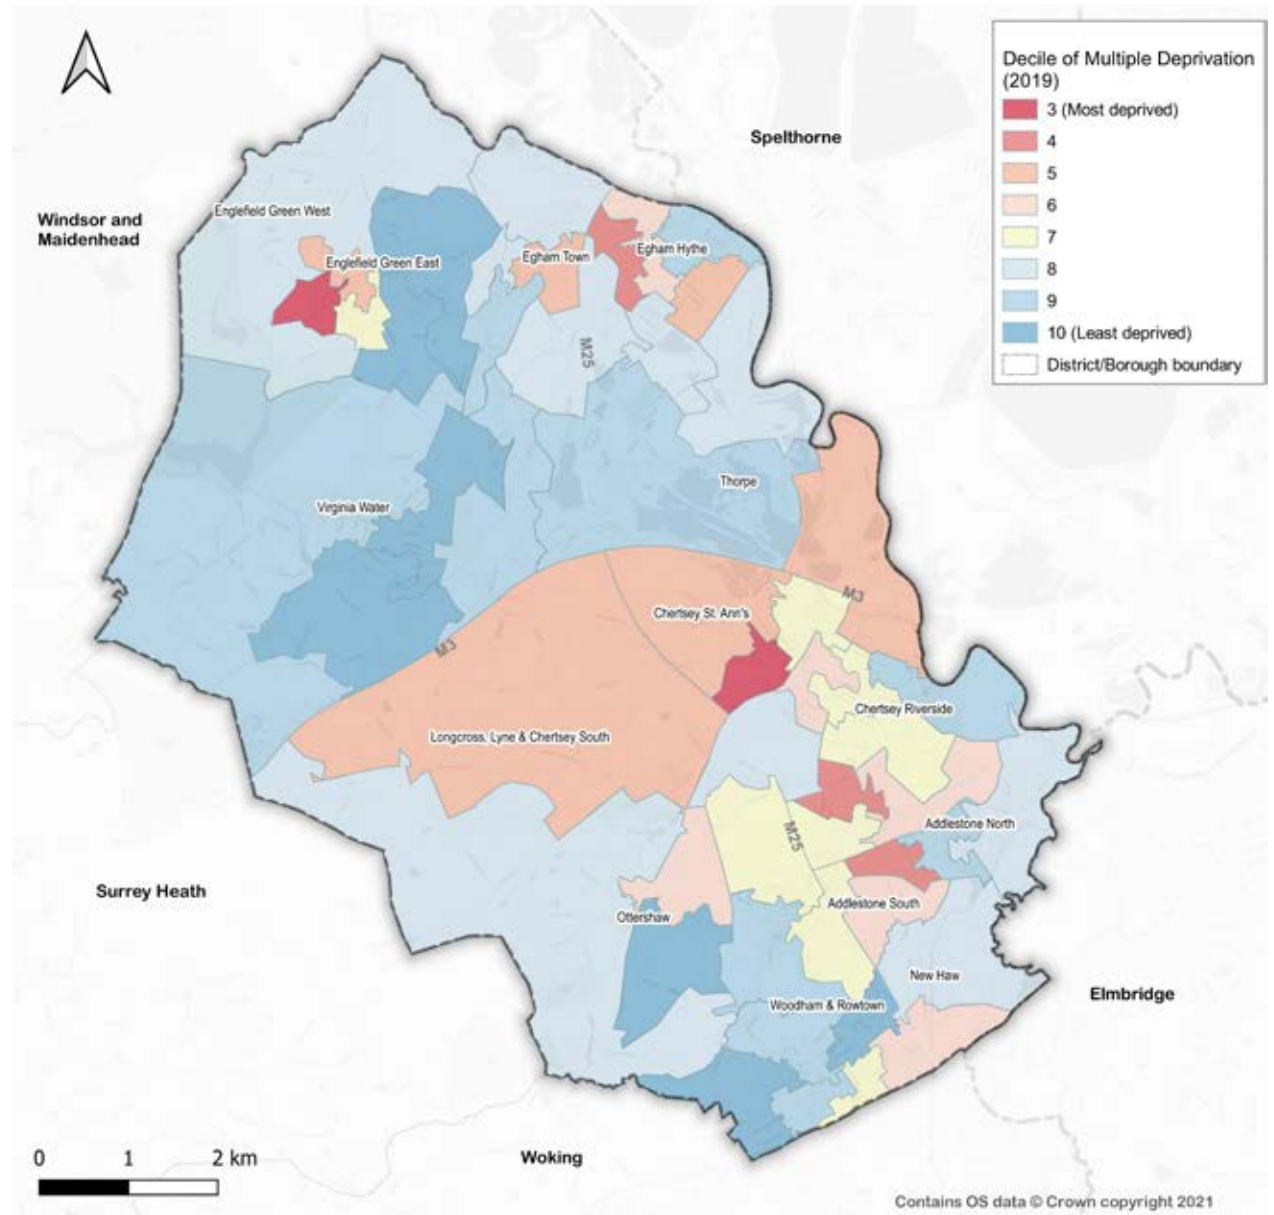 Decile of Multiple Deprivation
(2019)
3 (Most deprived)
4
5
6
7
8
9
10 (Least deprived)
District/Borough boundary
Spelthorne
Windsor and
Maidenhead
Englefield Green West
Englefield Green East
Egham Town
Egham Hythe
M25
Thorpe
Virginia Water
M3
Chertsey St. Ann's
M3
Chertsey Riverside
Longcross, Lyne & Chertsey South
M25
Addlestone North
Surrey Heath
Addlestone South
Ottershaw
New Haw
Elmbridge
Woodham & Rowtown
Woking
0 1 2 km
Contains OS data © Crown copyright 2021